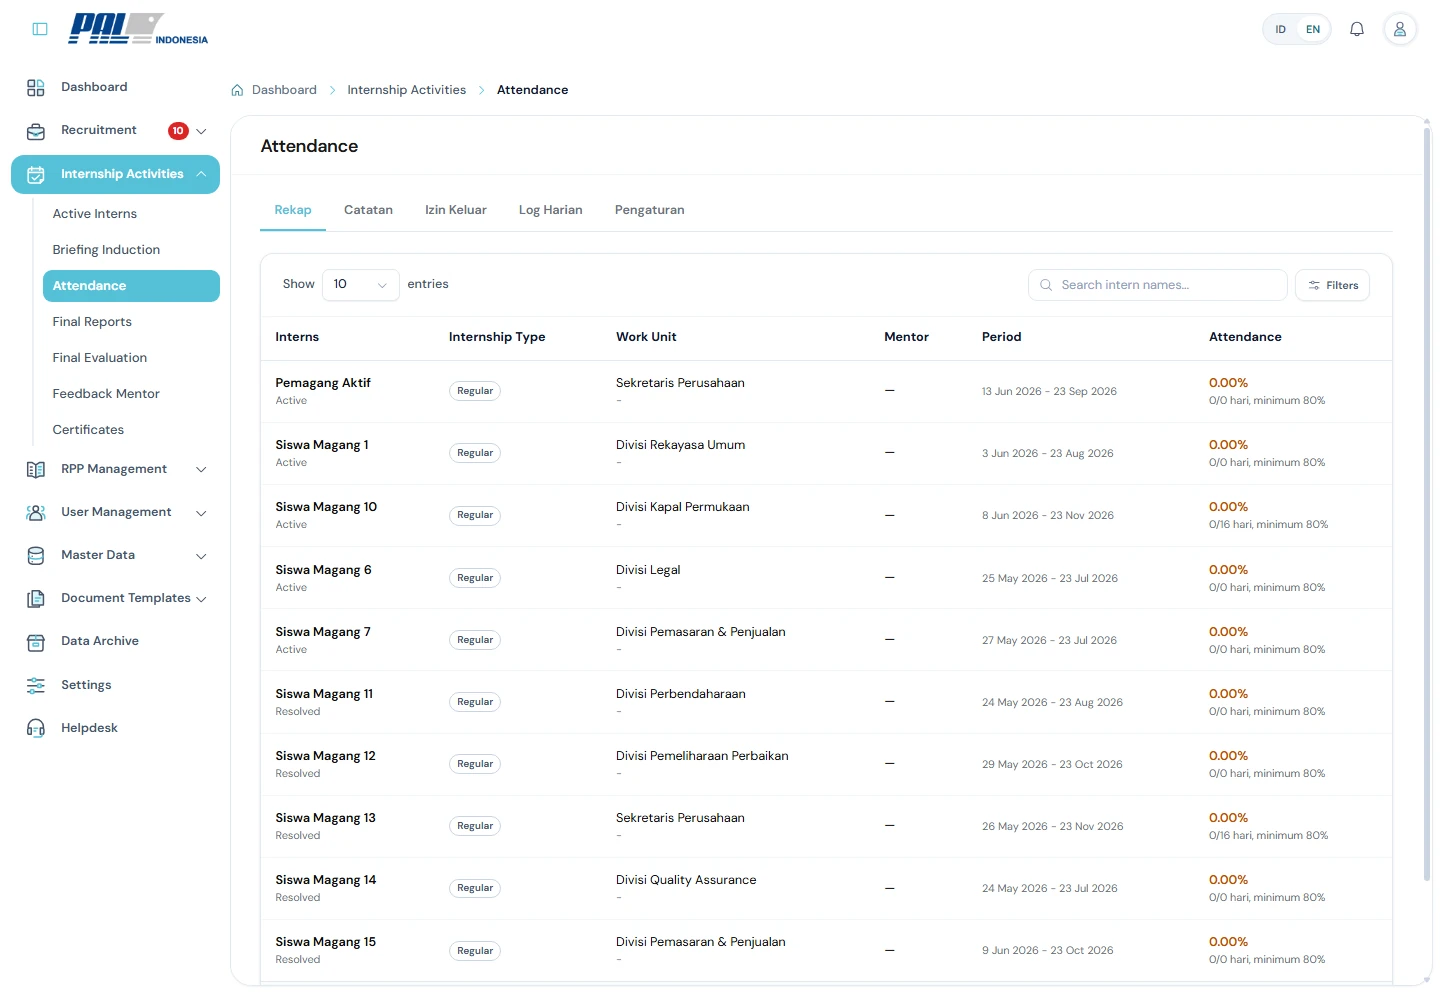 PAL INDONESIA
ID EN
Dashboard
Recruitment 10
Internship Activities
Active Interns
Briefing Induction
Attendance
Final Reports
Final Evaluation
Feedback Mentor
Certificates
RPP Management
User Management
Master Data
Document Templates
Data Archive
Settings
Helpdesk
Dashboard > Internship Activities > Attendance
Attendance
Rekap Catatan Izin Keluar Log Harian Pengaturan
Show 10 entries
Search intern names...
Filters
Interns Internship Type Work Unit Mentor Period Attendance
Pemagang Aktif Regular Sekretaris Perusahaan — 13 Jun 2026 - 23 Sep 2026 0.00%
Active - 0/0 hari, minimum 80%
Siswa Magang 1 Regular Divisi Rekayasa Umum — 3 Jun 2026 - 23 Aug 2026 0.00%
Active - 0/0 hari, minimum 80%
Siswa Magang 10 Regular Divisi Kapal Permukaan — 8 Jun 2026 - 23 Nov 2026 0.00%
Active - 0/16 hari, minimum 80%
Siswa Magang 6 Regular Divisi Legal — 25 May 2026 - 23 Jul 2026 0.00%
Active - 0/0 hari, minimum 80%
Siswa Magang 7 Regular Divisi Pemasaran & Penjualan — 27 May 2026 - 23 Jul 2026 0.00%
Active - 0/0 hari, minimum 80%
Siswa Magang 11 Regular Divisi Perbendaharaan — 24 May 2026 - 23 Aug 2026 0.00%
Resolved - 0/0 hari, minimum 80%
Siswa Magang 12 Regular Divisi Pemeliharaan Perbaikan — 29 May 2026 - 23 Oct 2026 0.00%
Resolved - 0/0 hari, minimum 80%
Siswa Magang 13 Regular Sekretaris Perusahaan — 26 May 2026 - 23 Nov 2026 0.00%
Resolved - 0/16 hari, minimum 80%
Siswa Magang 14 Regular Divisi Quality Assurance — 24 May 2026 - 23 Jul 2026 0.00%
Resolved - 0/0 hari, minimum 80%
Siswa Magang 15 Regular Divisi Pemasaran & Penjualan — 9 Jun 2026 - 23 Oct 2026 0.00%
Resolved - 0/0 hari, minimum 80%